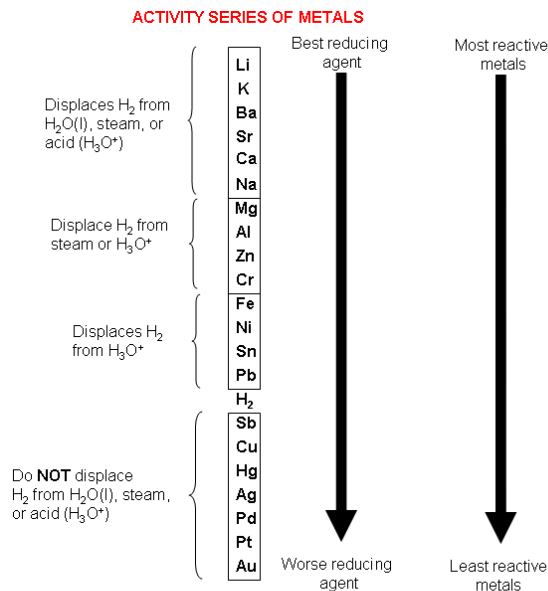 ACTIVITY SERIES OF METALS
Best reducing
agent
Most reactive
metals
Displaces H₂ from
H₂O(l), steam, or
acid (H₃O⁺)
Li
K
Ba
Sr
Ca
Na
Displace H₂ from
steam or H₃O⁺
Mg
Al
Zn
Cr
Displaces H₂
from H₃O⁺
Fe
Ni
Sn
Pb
H₂
Do NOT displace
H₂ from H₂O(l), steam,
or acid (H₃O⁺)
Sb
Cu
Hg
Ag
Pd
Pt
Au
Worse reducing
agent
Least reactive
metals